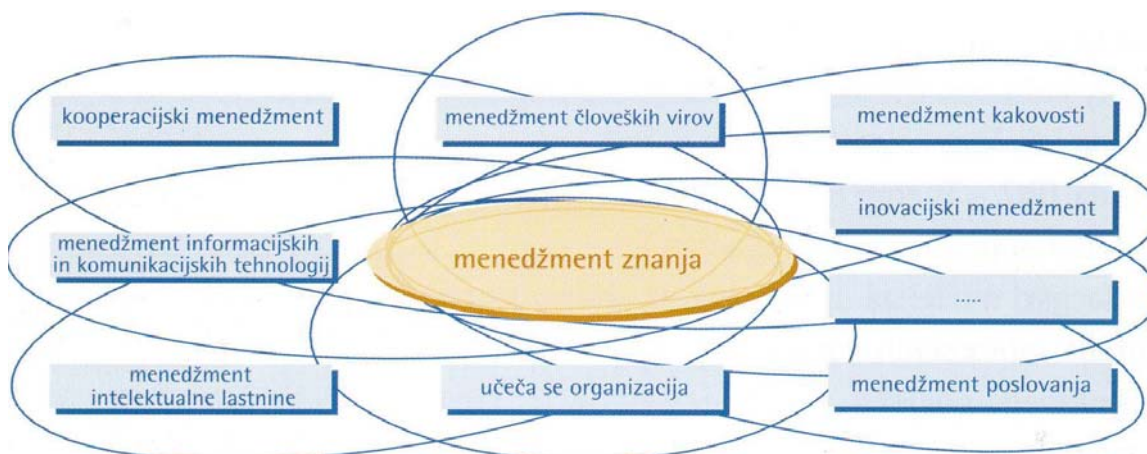 kooperacijski menedžment
menedžment človeških virov
menedžment kakovosti
inovacijski menedžment
menedžment informacijskih
in komunikacijskih tehnologij
menedžment znanja
.....
menedžment
intelektualne lastnine
učeča se organizacija
menedžment poslovanja